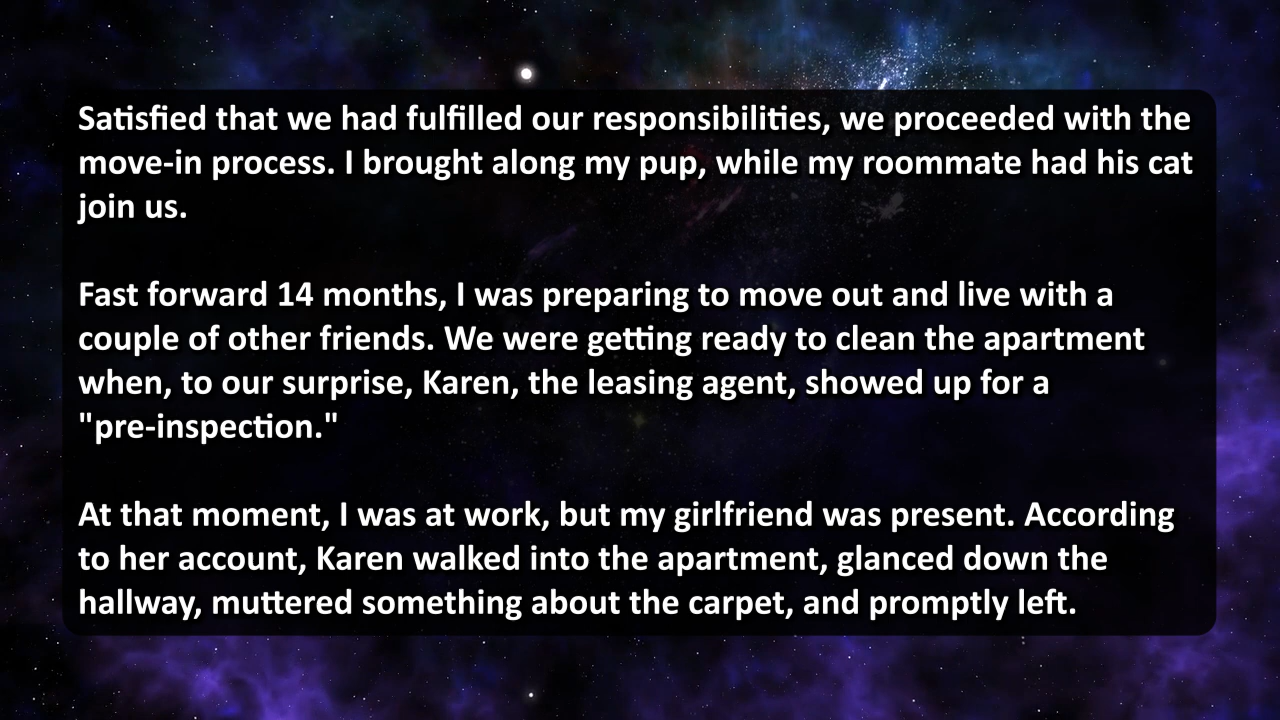 Satisfied that we had fulfilled our responsibilities, we proceeded with the
move-in process. I brought along my pup, while my roommate had his cat
join us.
Fast forward 14 months, I was preparing to move out and live with a
couple of other friends. We were getting ready to clean the apartment
when, to our surprise, Karen, the leasing agent, showed up for a
"pre-inspection."
At that moment, I was at work, but my girlfriend was present. According
to her account, Karen walked into the apartment, glanced down the
hallway, muttered something about the carpet, and promptly left.